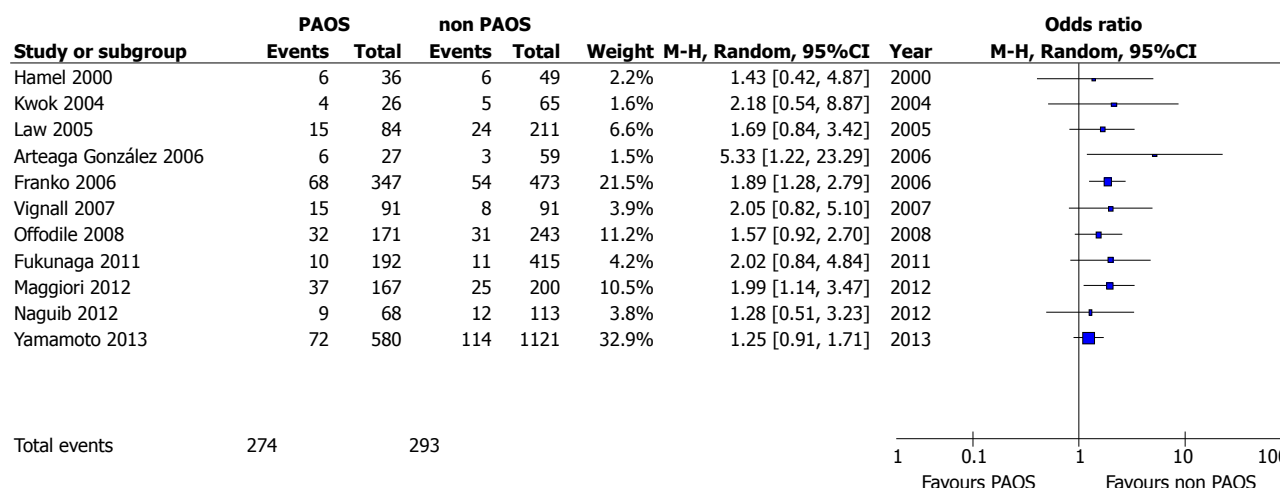 PAOS non PAOS Odds ratio
Study or subgroup Events Total Events Total Weight M-H, Random, 95%CI Year M-H, Random, 95%CI
Hamel 2000 6 36 6 49 2.2% 1.43 [0.42, 4.87] 2000
Kwok 2004 4 26 5 65 1.6% 2.18 [0.54, 8.87] 2004
Law 2005 15 84 24 211 6.6% 1.69 [0.84, 3.42] 2005
Arteaga González 2006 6 27 3 59 1.5% 5.33 [1.22, 23.29] 2006
Franko 2006 68 347 54 473 21.5% 1.89 [1.28, 2.79] 2006
Vignall 2007 15 91 8 91 3.9% 2.05 [0.82, 5.10] 2007
Offodile 2008 32 171 31 243 11.2% 1.57 [0.92, 2.70] 2008
Fukunaga 2011 10 192 11 415 4.2% 2.02 [0.84, 4.84] 2011
Maggiori 2012 37 167 25 200 10.5% 1.99 [1.14, 3.47] 2012
Naguib 2012 9 68 12 113 3.8% 1.28 [0.51, 3.23] 2012
Yamamoto 2013 72 580 114 1121 32.9% 1.25 [0.91, 1.71] 2013
Total events 274 293
1 0.1 1 10 100
Favours PAOS Favours non PAOS